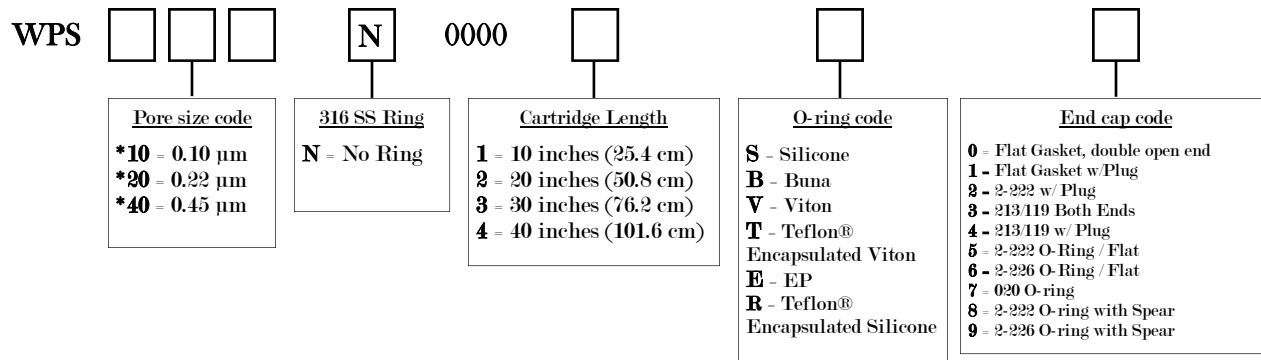 WPS N 0000
Pore size code
*10 = 0.10 µm
*20 = 0.22 µm
*40 = 0.45 µm
316 SS Ring
N = No Ring
Cartridge Length
1 = 10 inches (25.4 cm)
2 = 20 inches (50.8 cm)
3 = 30 inches (76.2 cm)
4 = 40 inches (101.6 cm)
O-ring code
S - Silicone
B - Buna
V - Viton
T - Teflon®
Encapsulated Viton
E - EP
R - Teflon®
Encapsulated Silicone
End cap code
0 = Flat Gasket, double open end
1 - Flat Gasket w/Plug
2 - 2-222 w/ Plug
3 - 213/119 Both Ends
4 - 213/119 w/ Plug
5 = 2-222 O-Ring / Flat
6 = 2-226 O-Ring / Flat
7 = 020 O-ring
8 = 2-222 O-ring with Spear
9 = 2-226 O-ring with Spear